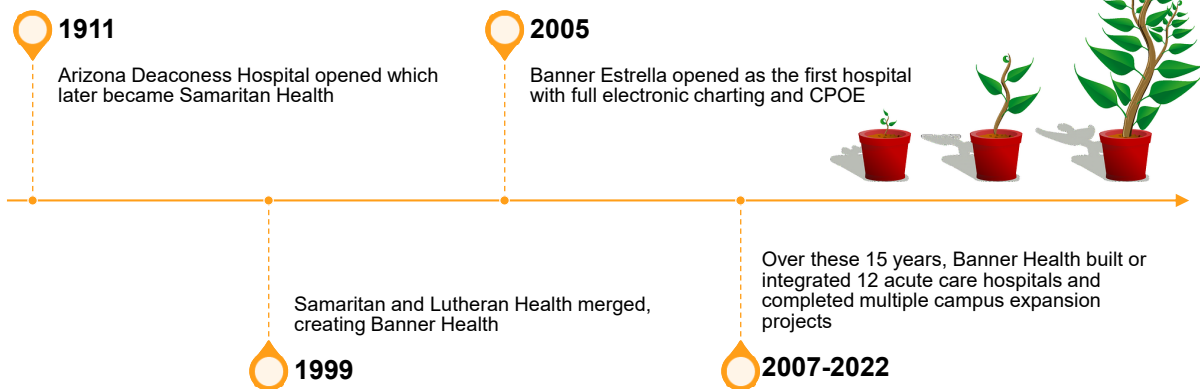 1911
Arizona Deaconess Hospital opened which
later became Samaritan Health
2005
Banner Estrella opened as the first hospital
with full electronic charting and CPOE
Samaritan and Lutheran Health merged,
creating Banner Health
1999
Over these 15 years, Banner Health built or
integrated 12 acute care hospitals and
completed multiple campus expansion
projects
2007-2022